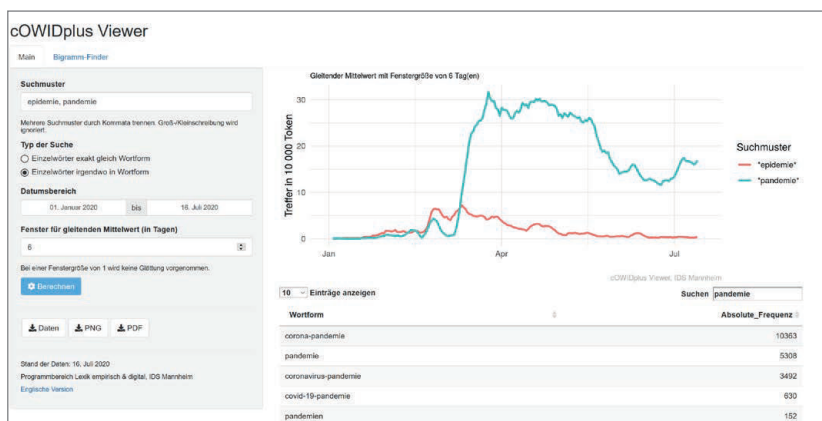 cOWIDplus Viewer
Main Bigramm-Finder
Suchmuster
epidemie, pandemie
Mehrere Suchmuster durch Kommata trennen. Groß-/Kleinschreibung wird
ignoriert.
Typ der Suche
Einzelwörter exakt gleich Wortform
Einzelwörter irgendwo in Wortform
Datumsbereich
01. Januar 2020 bis 16. Juli 2020
Fenster für gleitenden Mittelwert (in Tagen)
6
Bei einer Fenstergröße von 1 wird keine Glättung vorgenommen.
Berechnen
Daten PNG PDF
Stand der Daten: 16. Juli 2020
Programmbereich Lexik empirisch & digital, IDS Mannheim
Englische Version
Gleitender Mittelwert mit Fenstergröße von 6 Tag(en)
Treffer in 10 000 Token
30
20
10
0
Jan Apr Jul
Suchmuster
*epidemie*
*pandemie*
cOWIDplus Viewer, IDS Mannheim
10 Einträge anzeigen Suchen pandemie
Wortform Absolute_Frequenz
corona-pandemie 10363
pandemie 5308
coronavirus-pandemie 3492
covid-19-pandemie 630
pandemien 152